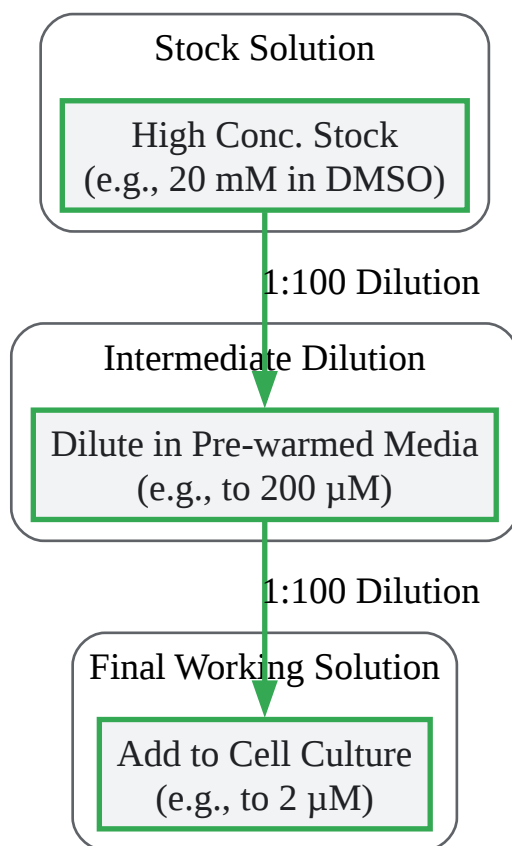 Stock Solution
High Conc. Stock
(e.g., 20 mM in DMSO)
1:100 Dilution
Intermediate Dilution
Dilute in Pre-warmed Media
(e.g., to 200 µM)
1:100 Dilution
Final Working Solution
Add to Cell Culture
(e.g., to 2 µM)